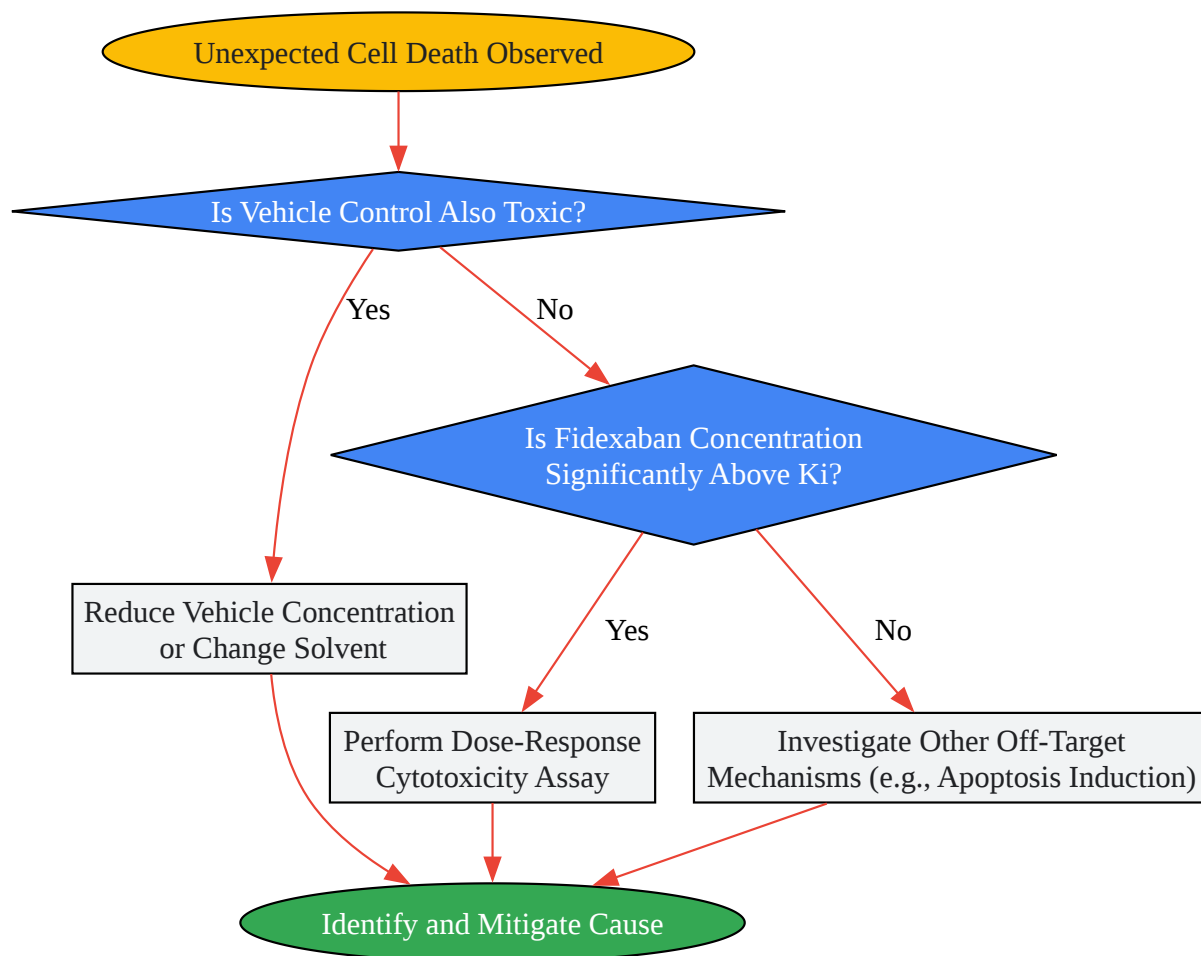 Unexpected Cell Death Observed
Is Vehicle Control Also Toxic?
Yes
No
Is Fidexaban Concentration
Significantly Above Ki?
Reduce Vehicle Concentration
or Change Solvent
Yes
No
Perform Dose-Response
Cytotoxicity Assay
Investigate Other Off-Target
Mechanisms (e.g., Apoptosis Induction)
Identify and Mitigate Cause